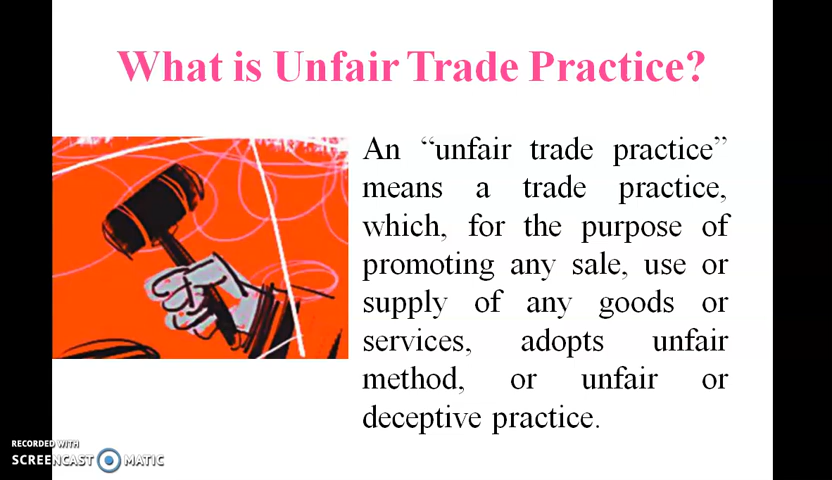 What is Unfair Trade Practice?
An “unfair trade practice”
means a trade practice,
which, for the purpose of
promoting any sale, use or
supply of any goods or
services, adopts unfair
method, or unfair or
deceptive practice.
RECORDED WITH
SCREENCAST MATIC